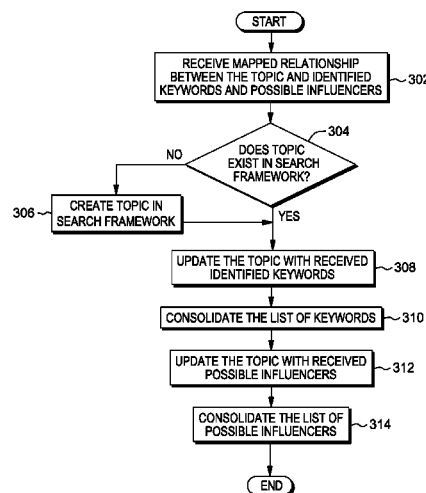 START
RECEIVE MAPPED RELATIONSHIP
BETWEEN THE TOPIC AND IDENTIFIED
KEYWORDS AND POSSIBLE INFLUENCERS
302
304
DOES TOPIC
EXIST IN SEARCH
FRAMEWORK?
NO
306
CREATE TOPIC IN
SEARCH FRAMEWORK
YES
UPDATE THE TOPIC WITH RECEIVED
IDENTIFIED KEYWORDS
308
CONSOLIDATE THE LIST OF KEYWORDS
310
UPDATE THE TOPIC WITH RECEIVED
POSSIBLE INFLUENCERS
312
CONSOLIDATE THE LIST OF
POSSIBLE INFLUENCERS
314
END